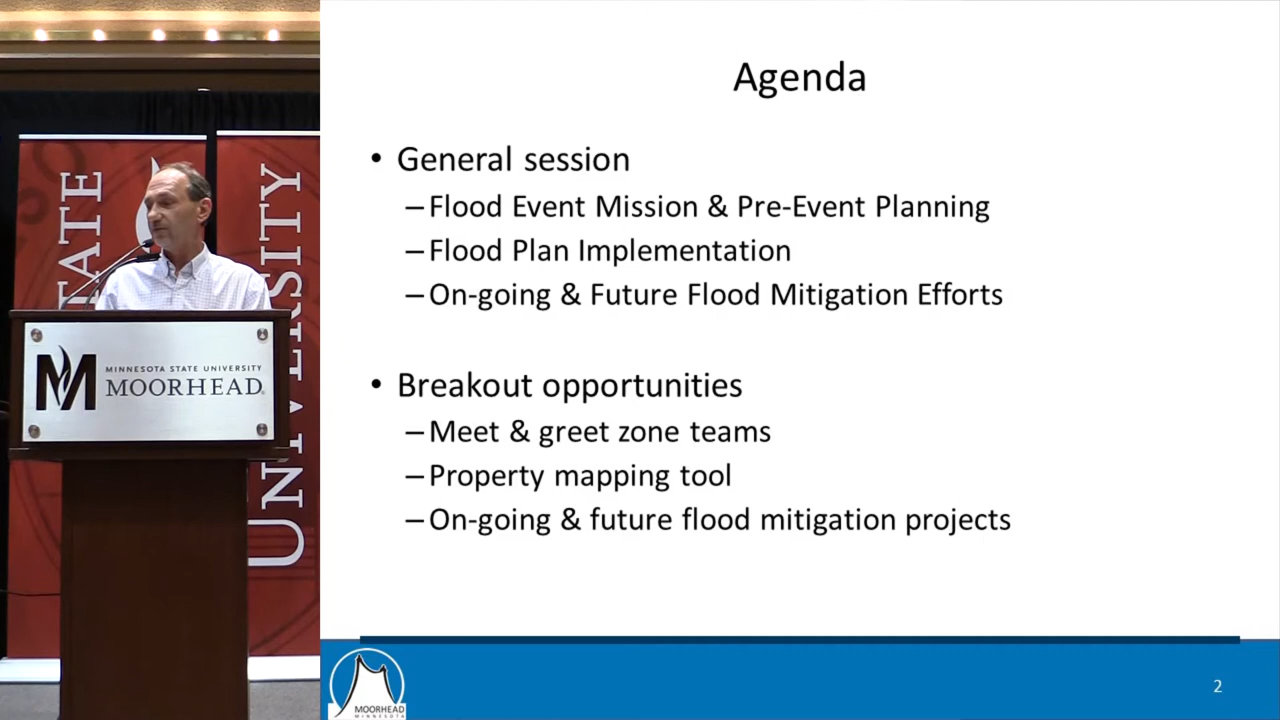 Agenda
• General session
–Flood Event Mission & Pre-Event Planning
–Flood Plan Implementation
–On-going & Future Flood Mitigation Efforts
• Breakout opportunities
–Meet & greet zone teams
–Property mapping tool
–On-going & future flood mitigation projects
MOORHEAD
MINNESOTA
2
UNIVERSITY
M
MINNESOTA STATE UNIVERSITY
MOORHEAD